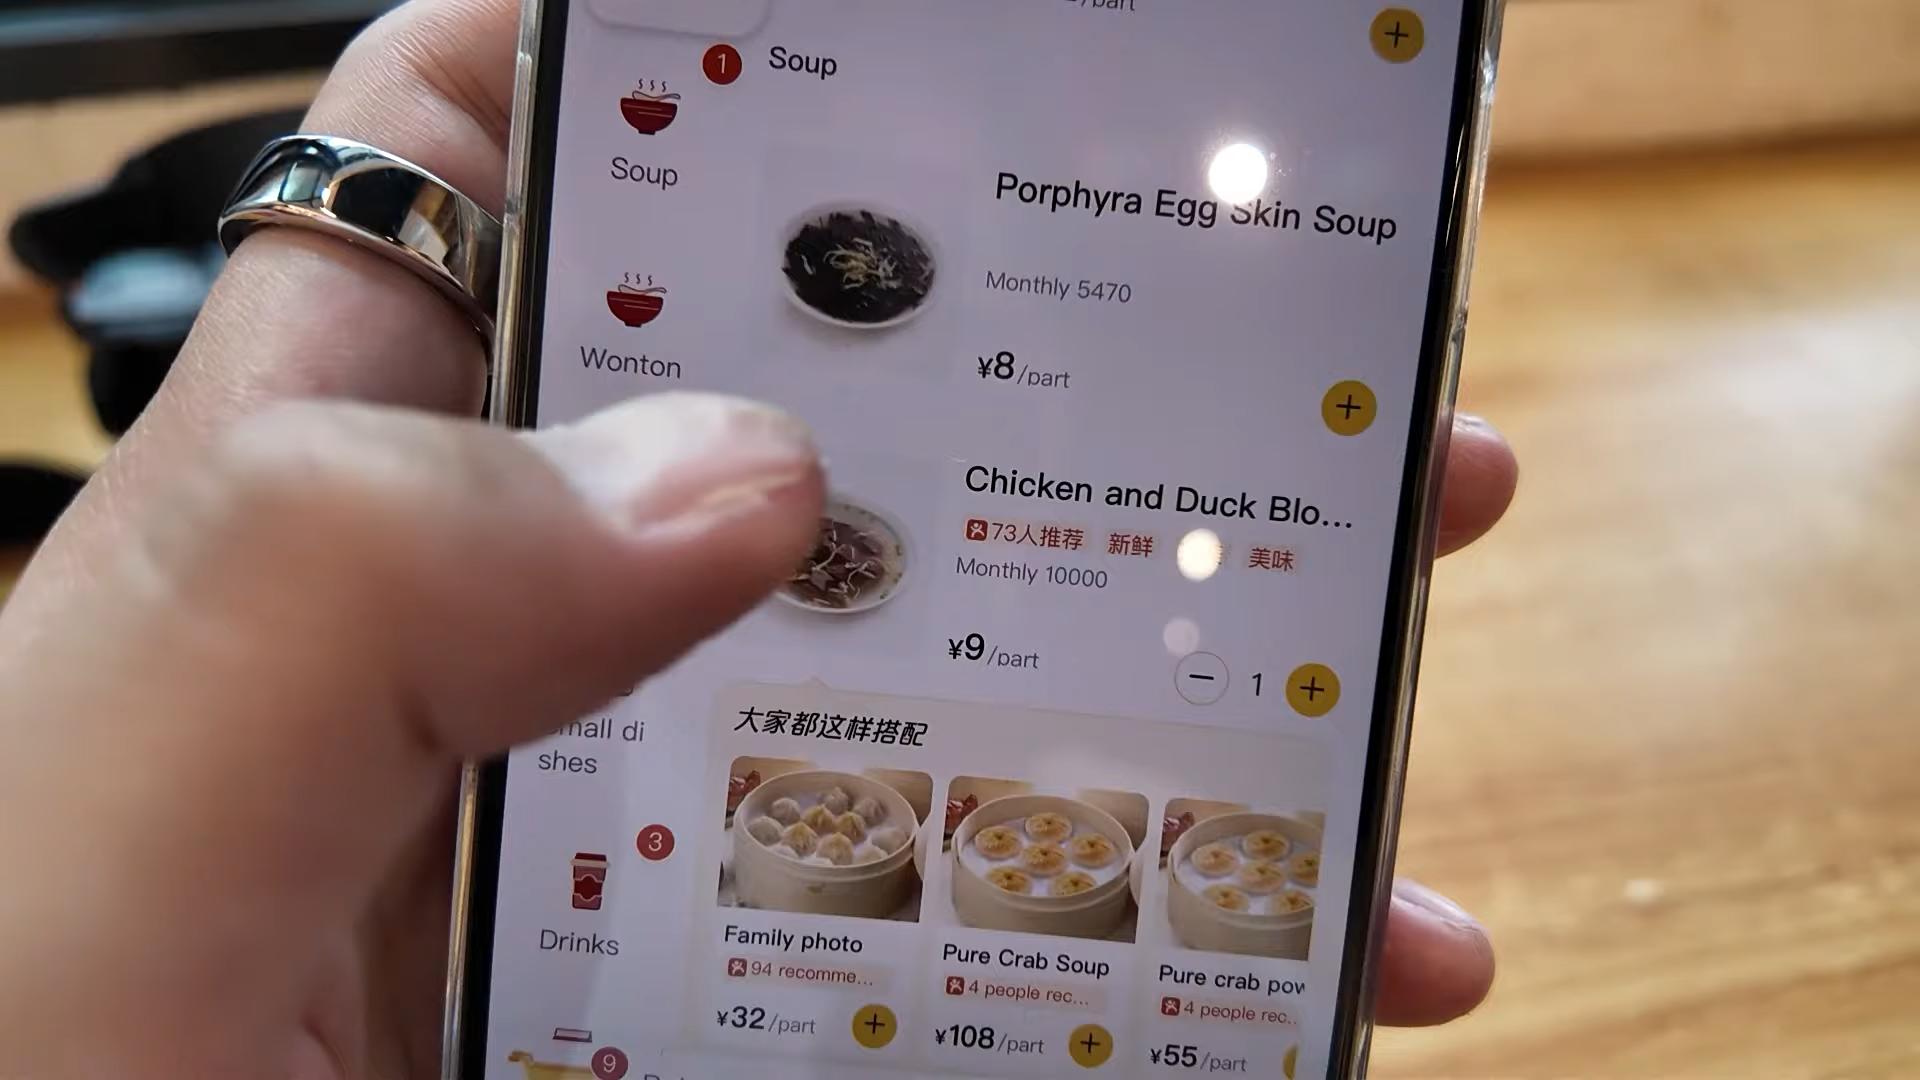 /part
+
1
Soup
Soup
Porphyra Egg Skin Soup
Monthly 5470
¥8/part
+
Wonton
Chicken and Duck Blo...
73人推荐 新鲜 美味
Monthly 10000
¥9/part
− 1 +
mall di
shes
大家都这样搭配
3
Drinks
Family photo
94 recomme...
¥32/part
+
Pure Crab Soup
4 people rec...
¥108/part
+
Pure crab pow
4 people rec..
¥55/part
9